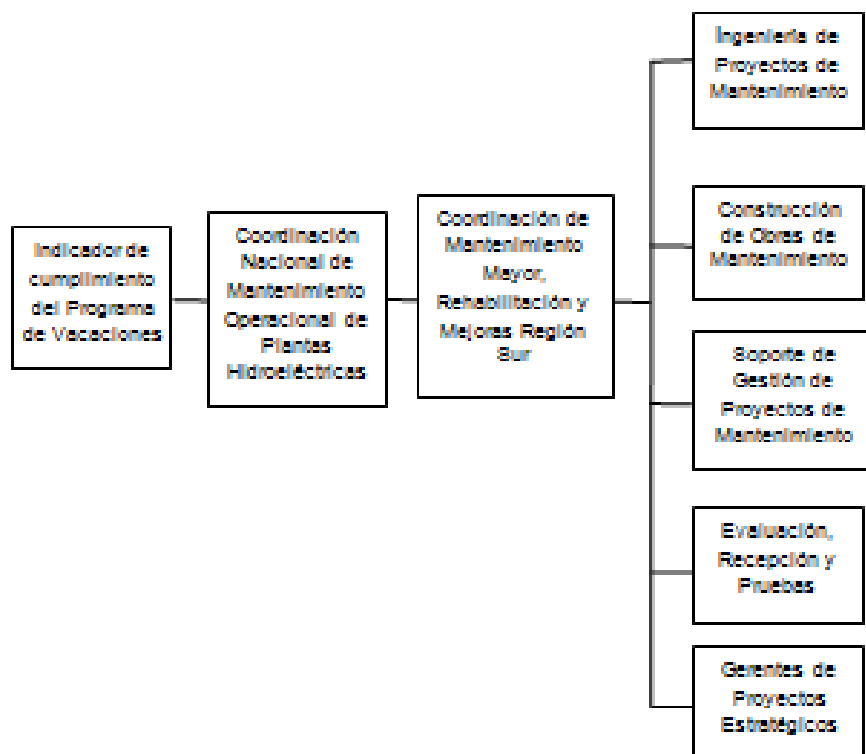 Indicador de
cumplimiento
del Programa
de Vacaciones
Coordinación
Nacional de
Mantenimiento
Operacional de
Plantas
Hidroeléctricas
Coordinación de
Mantenimiento
Mayor,
Rehabilitación y
Mejoras Región
Sur
Ingeniería de
Proyectos de
Mantenimiento
Construcción
de Obras de
Mantenimiento
Soporte de
Gestión de
Proyectos de
Mantenimiento
Evaluación,
Recepción y
Pruebas
Gerentes de
Proyectos
Estratégicos